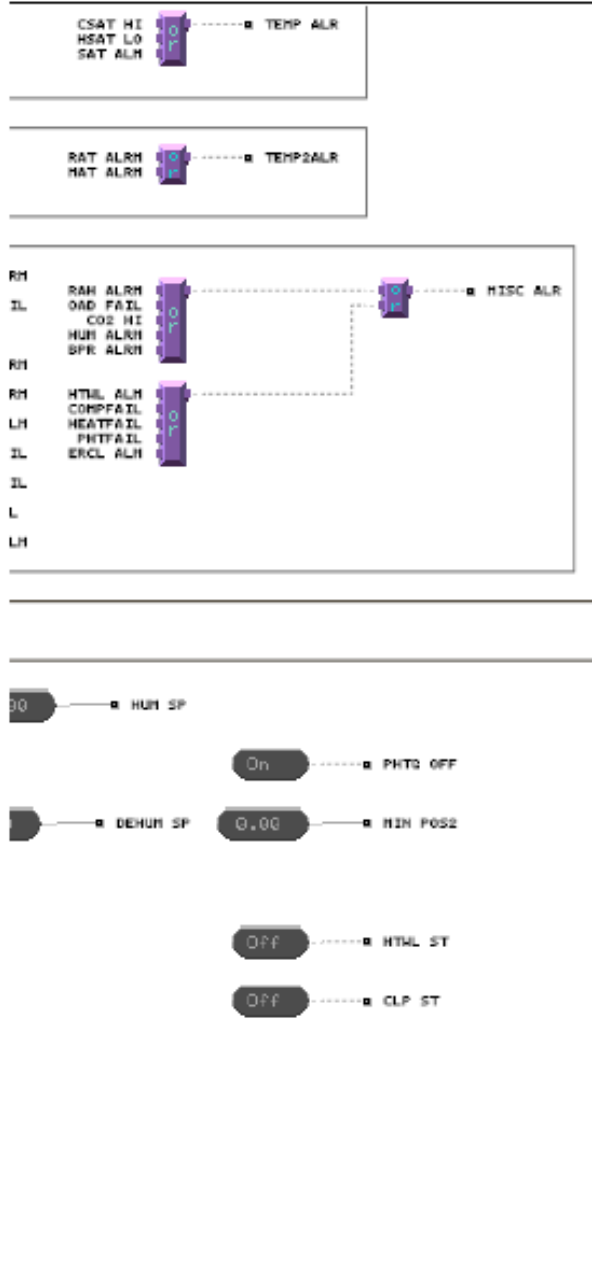 CSAT HI
or
TEMP ALR
HSAT LO
SAT ALM
RAT ALRM
or
TEMP2ALR
MAT ALRM
RM
RAH ALRM
or
or
MISC ALR
IL
OAD FAIL
CO2 HI
HUM ALRM
RM
BPR ALRM
RM
HTWL ALM
or
COMPFAIL
LM
HEATFAIL
PHTFAIL
IL
ERCL ALM
IL
L
LM
00
HUM SP
On
OFF
DEHUM SP
0.00
MIN POS2
Off
HTWL ST
Off
CLP ST